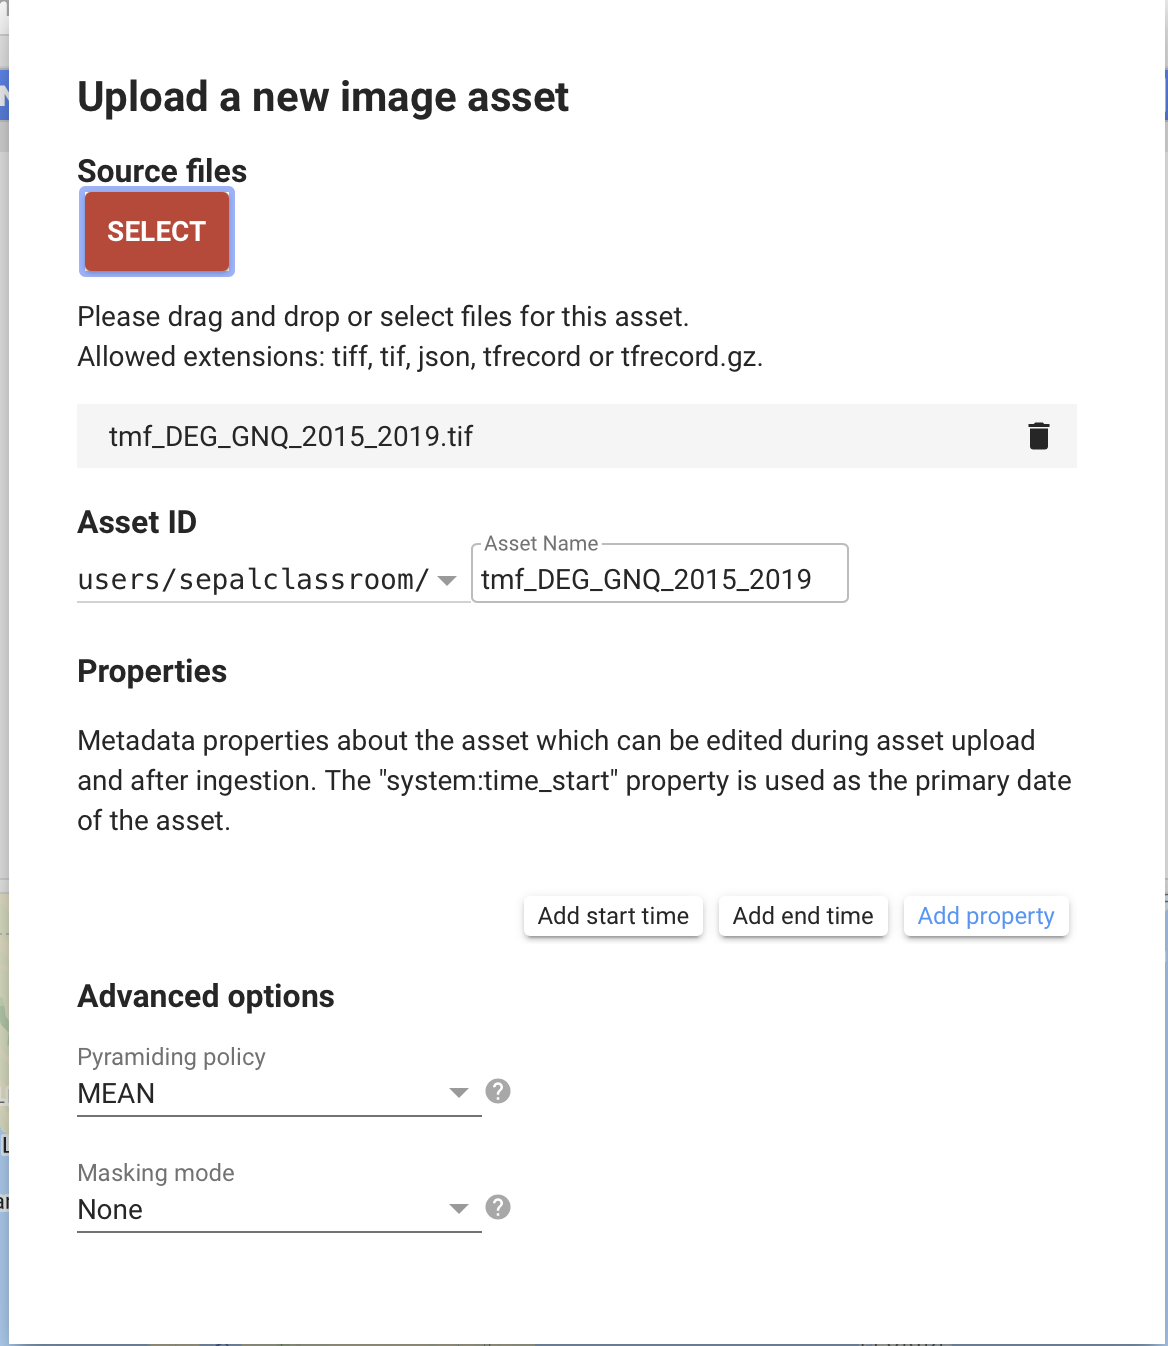 Upload a new image asset
Source files
SELECT
Please drag and drop or select files for this asset.
Allowed extensions: tiff, tif, json, tfrecord or tfrecord.gz.
tmf_DEG_GNQ_2015_2019.tif
Asset ID
Asset Name
users/sepalclassroom/ tmf_DEG_GNQ_2015_2019
Properties
Metadata properties about the asset which can be edited during asset upload
and after ingestion. The "system:time_start" property is used as the primary date
of the asset.
Add start time Add end time Add property
Advanced options
Pyramiding policy
MEAN
Masking mode
None